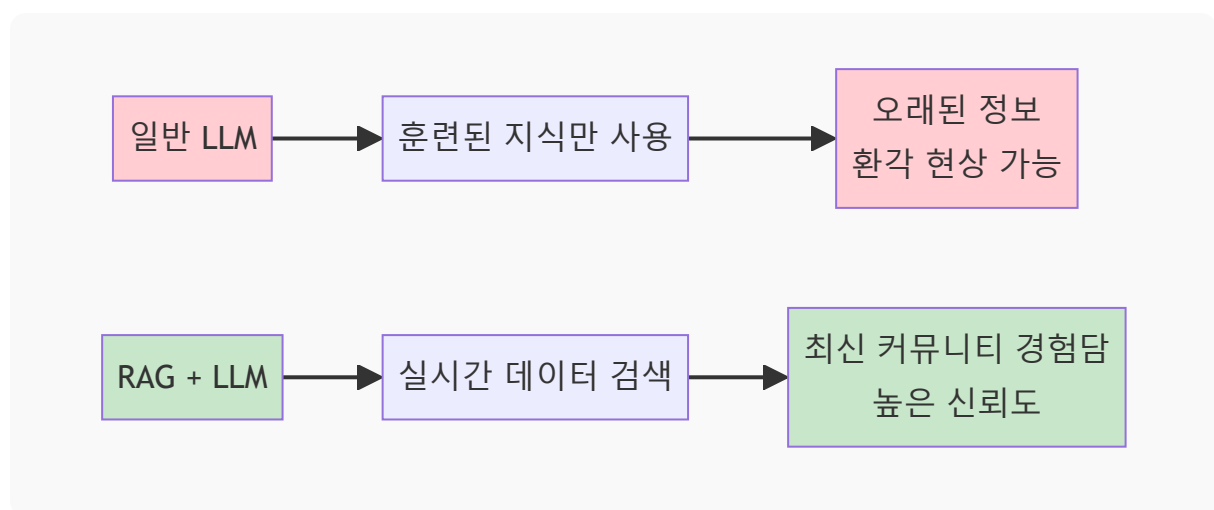 일반 LLM
훈련된 지식만 사용
오래된 정보
환각 현상 가능
RAG + LLM
실시간 데이터 검색
최신 커뮤니티 경험담
높은 신뢰도